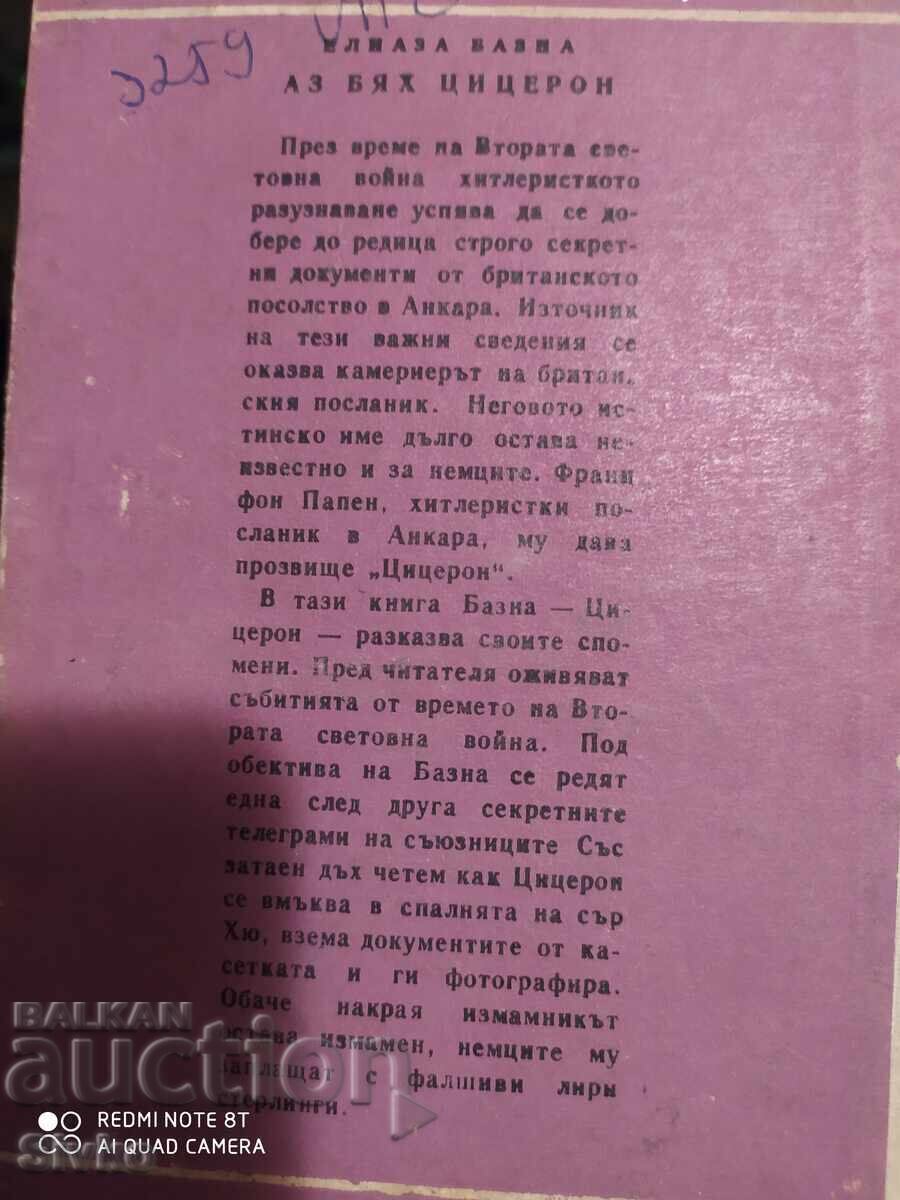 3259
ЕЛИАЗА БАЗНА
АЗ БЯХ ЦИЦЕРОН
През време на Втората све-
товна война хитлеристкото
разузнаване успява да се до-
бере до редица строго секрет-
ни документи от британското
посолство в Анкара. Източник
на тези важни сведения се
оказва камериерът на британ-
ския посланик. Неговото ис-
тинско име дълго остава не-
известно и за немците. Франц
фон Папен, хитлеристки по-
сланик в Анкара, му дава
прозвище „Цицерон“.
В тази книга Базна — Ци-
церон — разказва своите спо-
мени. Пред читателя оживяват
събитията от времето на Вто-
рата световна война. Под
обектива на Базна се редят
една след друга секретните
телеграми на съюзниците Със
затаен дъх четем как Цицерон
се вмъква в спалнята на сър
Хю, взема документите от ка-
сетката и ги фотографира.
Обаче накрая измамникът
остава измамен, немците му
заплащат с фалшиви лири
стерлинги.
BALKAN
auction
REDMI NOTE 8T
AI QUAD CAMERA
Sivko